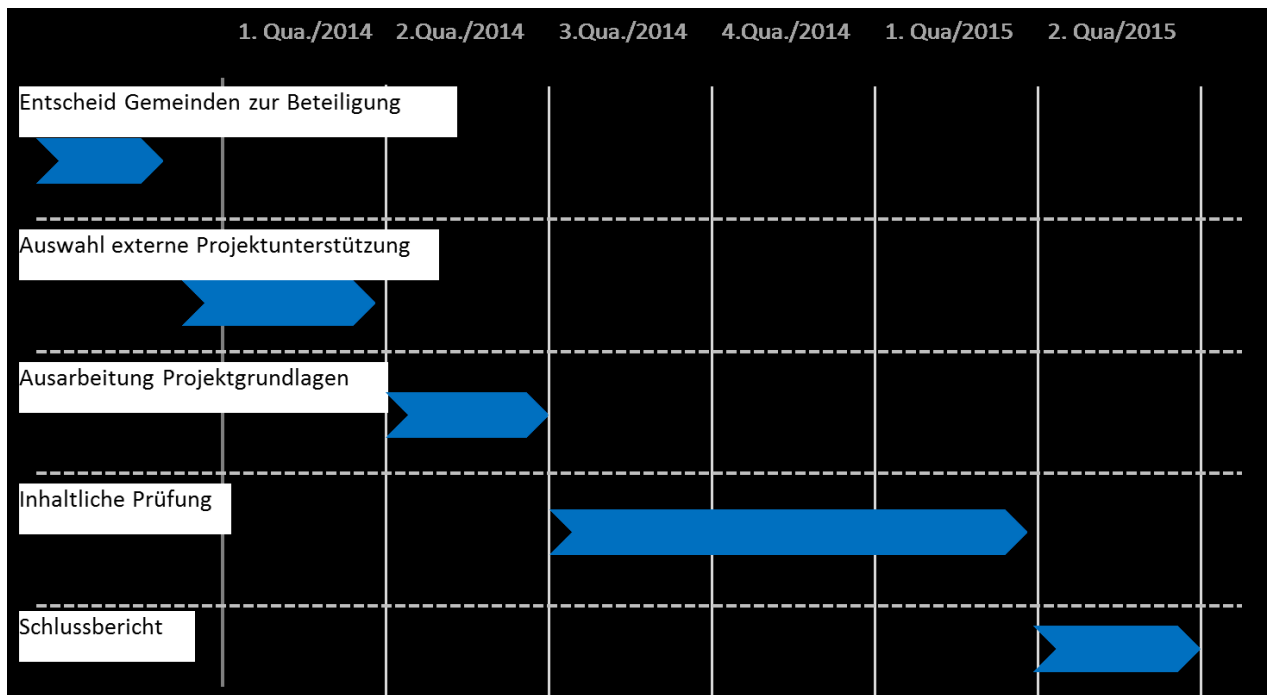 1. Qua./2014 2.Qua./2014 3.Qua./2014 4.Qua./2014 1. Qua/2015 2. Qua/2015
Entscheid Gemeinden zur Beteiligung
Auswahl externe Projektunterstützung
Ausarbeitung Projektgrundlagen
Inhaltliche Prüfung
Schlussbericht